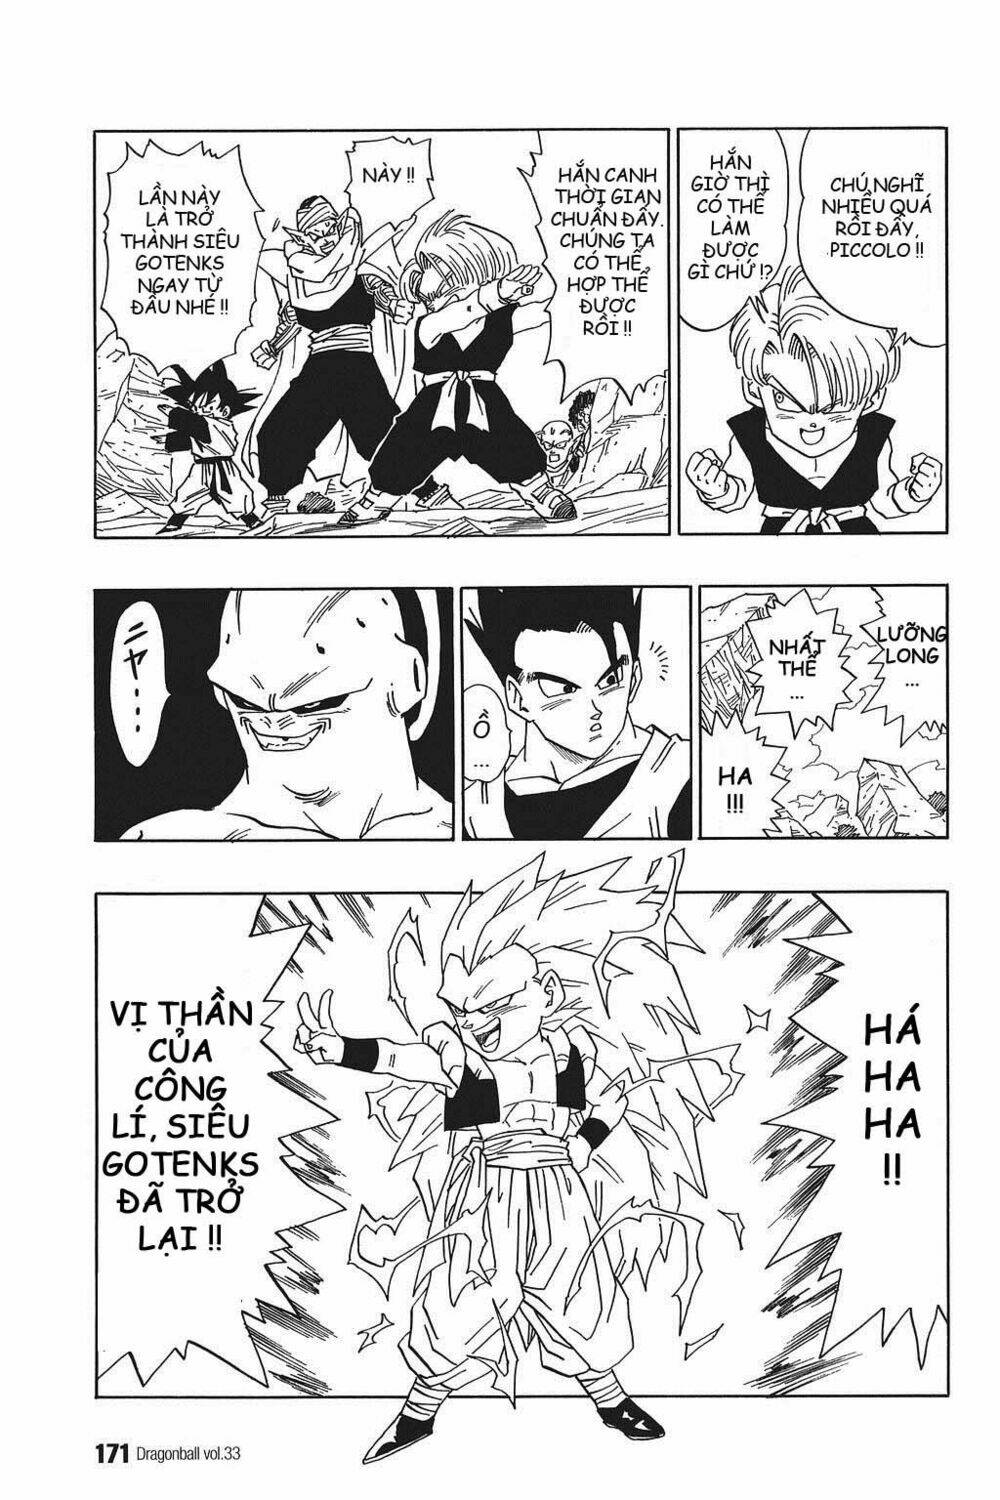 CHÚ NGHĨ
NHIỀU QUÁ
RỒI ĐẤY,
PICCOLO !!
HẮN
GIỜ THÌ
CÓ THỂ
LÀM
ĐƯỢC
GÌ CHỨ !?
HẮN CANH
THỜI GIAN
CHUẨN ĐẤY.
CHÚNG TA
CÓ THỂ
HỢP THỂ
ĐƯỢC
RỒI !!
NÀY !!
LẦN NÀY
LÀ TRỞ
THÀNH SIÊU
GOTENKS
NGAY TỪ
ĐẦU NHÉ !!
LƯỠNG
LONG
...
NHẤT
THỂ
...
HA
!!!
Ồ
..
ニヤ…
HÁ
HA
HA
!!
VỊ THẦN
CỦA
CÔNG
LÍ, SIÊU
GOTENKS
ĐÃ TRỞ
LẠI !!
171 Dragonball vol.33